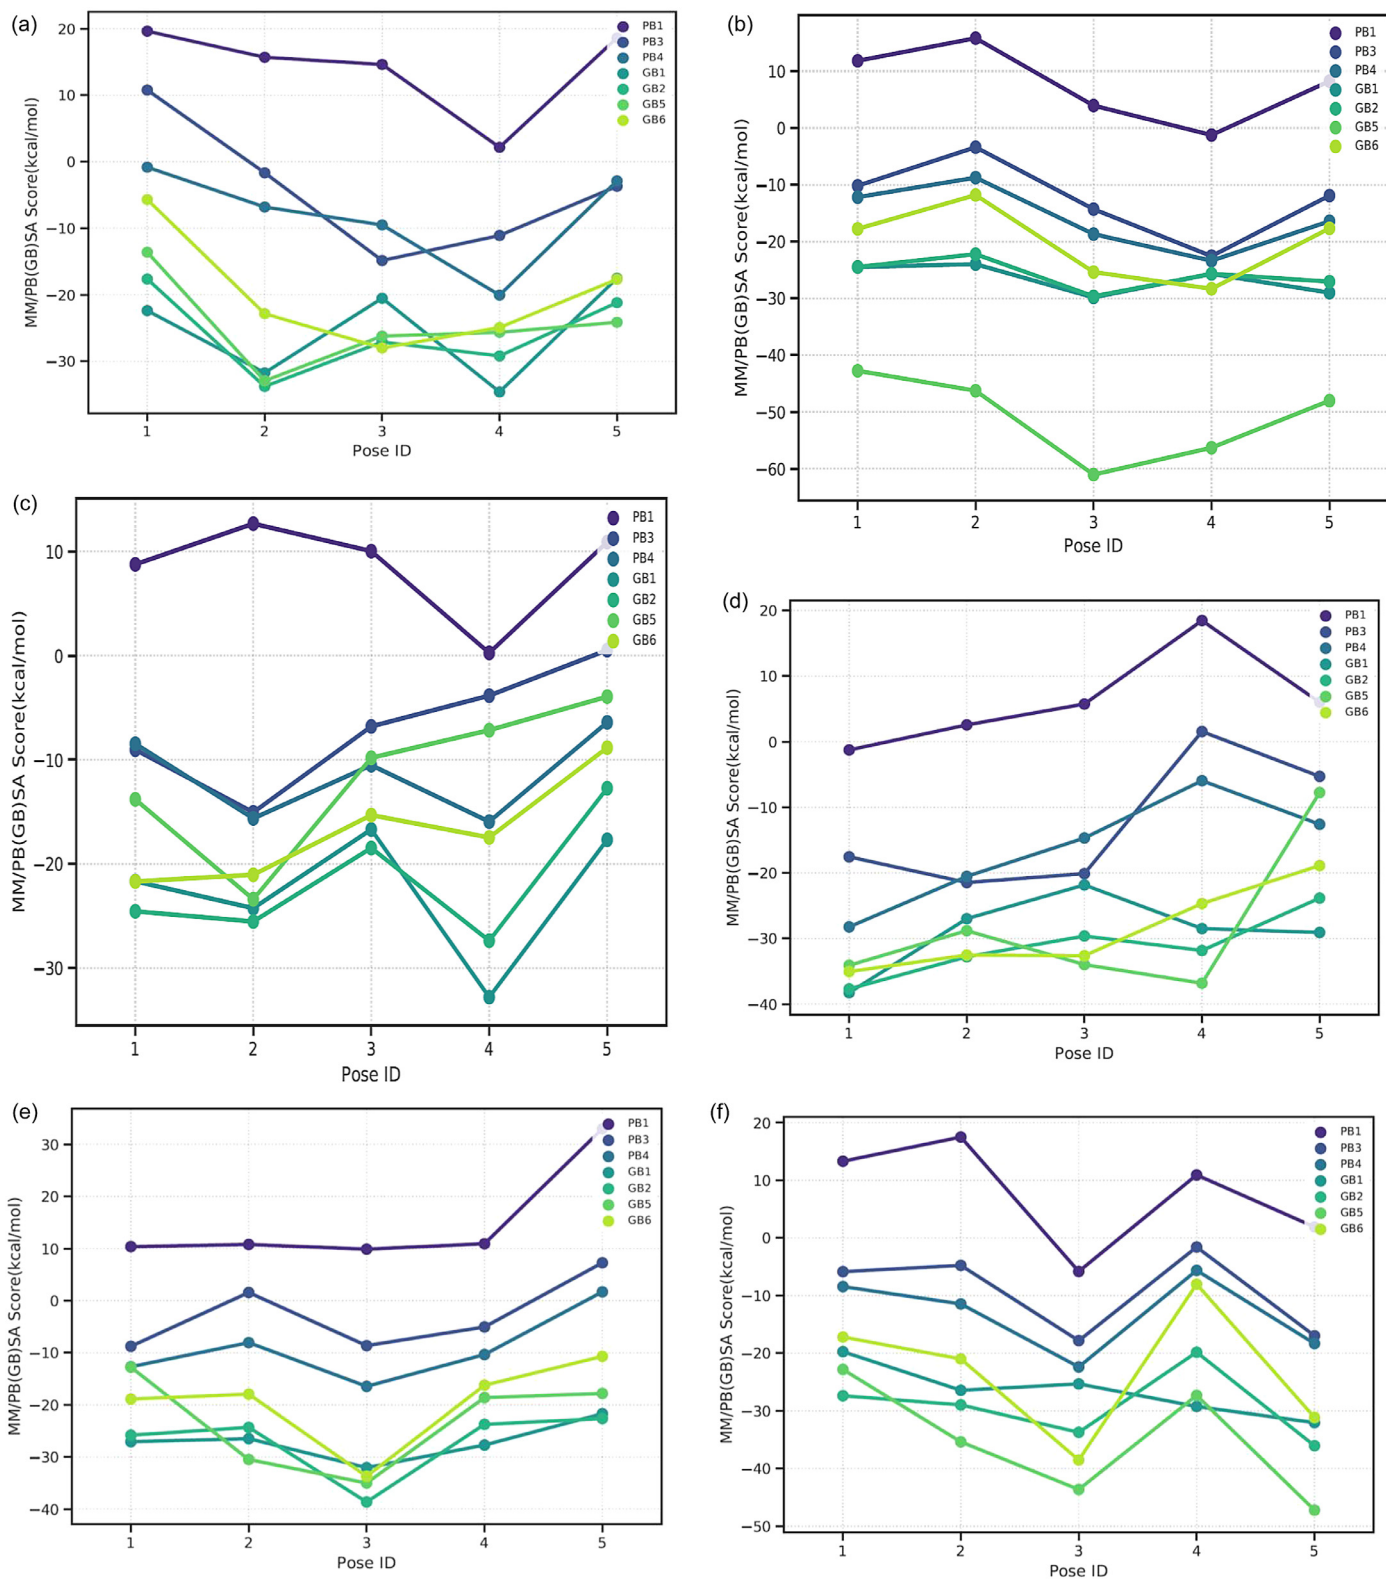 (a)
20
10
0
−10
−20
−30
MM/PB(GB)SA Score(kcal/mol)
1 2 3 4 5
Pose ID
PB1
PB3
PB4
GB1
GB2
GB5
GB6
(b)
10
0
−10
−20
−30
−40
−50
−60
MM/PB(GB)SA Score(kcal/mol)
1 2 3 4 5
Pose ID
PB1
PB3
PB4
GB1
GB2
GB5
GB6
(c)
10
0
−10
−20
−30
MM/PB(GB)SA Score(kcal/mol)
1 2 3 4 5
Pose ID
PB1
PB3
PB4
GB1
GB2
GB5
GB6
(d)
20
10
0
−10
−20
−30
−40
MM/PB(GB)SA Score(kcal/mol)
1 2 3 4 5
Pose ID
PB1
PB3
PB4
GB1
GB2
GB5
GB6
(e)
30
20
10
0
−10
−20
−30
−40
MM/PB(GB)SA Score(kcal/mol)
1 2 3 4 5
Pose ID
PB1
PB3
PB4
GB1
GB2
GB5
GB6
(f)
20
10
0
−10
−20
−30
−40
−50
MM/PB(GB)SA Score(kcal/mol)
1 2 3 4 5
Pose ID
PB1
PB3
PB4
GB1
GB2
GB5
GB6